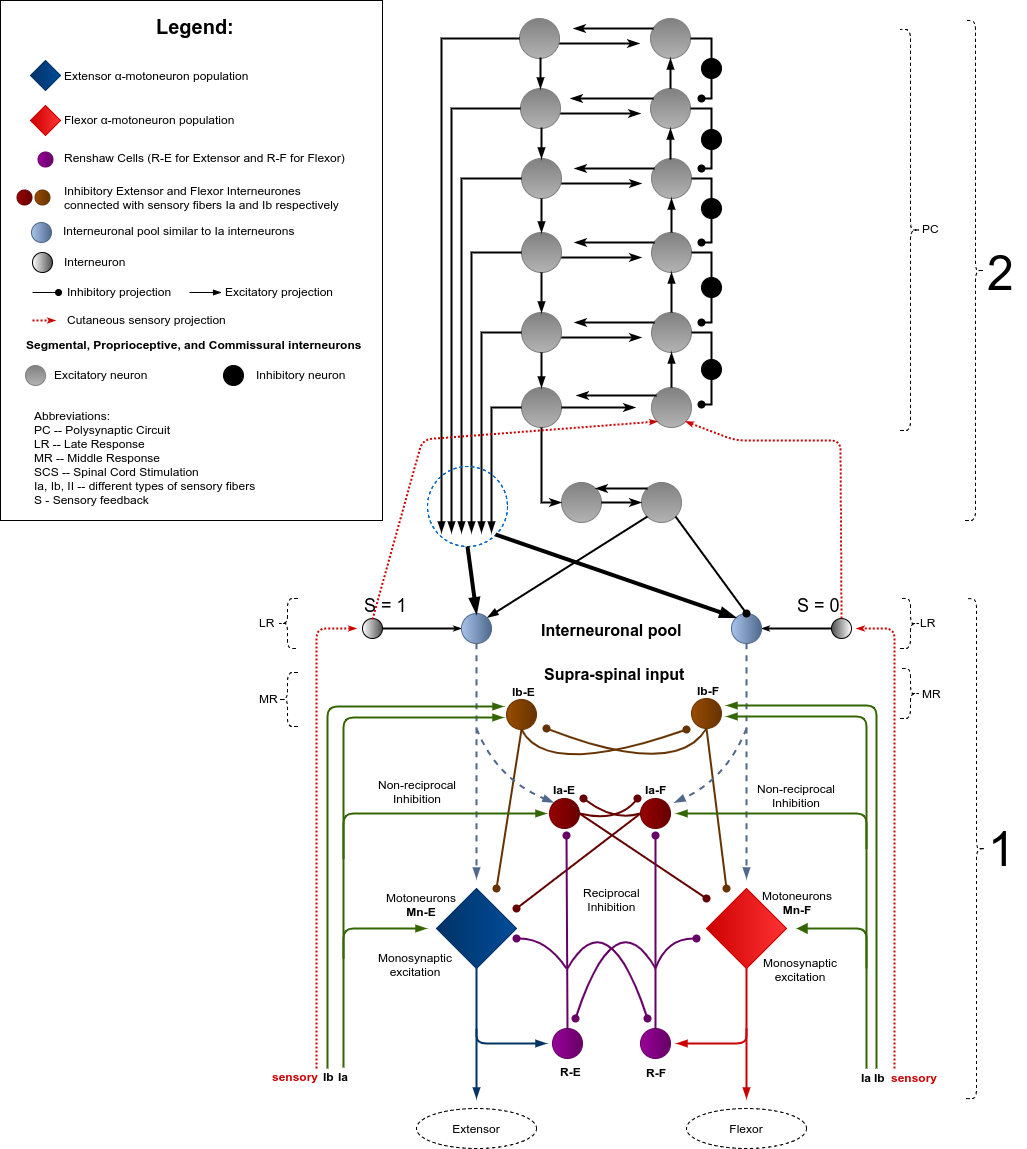 Legend:
Extensor α-motoneuron population
Flexor α-motoneuron population
Renshaw Cells (R-E for Extensor and R-F for Flexor)
Inhibitory Extensor and Flexor Interneurones
connected with sensory fibers Ia and Ib respectively
Interneuronal pool similar to Ia interneurons
Interneuron
Inhibitory projection
Excitatory projection
Cutaneous sensory projection
Segmental, Proprioceptive, and Commissural interneurons
Excitatory neuron
Inhibitory neuron
Abbreviations:
PC -- Polysynaptic Circuit
LR -- Late Response
MR -- Middle Response
SCS -- Spinal Cord Stimulation
Ia, Ib, II -- different types of sensory fibers
S - Sensory feedback
PC
2
S = 1
S = 0
LR
LR
Interneuronal pool
Supra-spinal input
MR
MR
Ib-E
Ib-F
Non-reciprocal
Inhibition
Ia-E
Ia-F
Non-reciprocal
Inhibition
1
Motoneurons
Mn-E
Reciprocal
Inhibition
Motoneurons
Mn-F
Monosynaptic
excitation
Monosynaptic
excitation
R-E
R-F
sensory Ib Ia
Ia Ib sensory
Extensor
Flexor